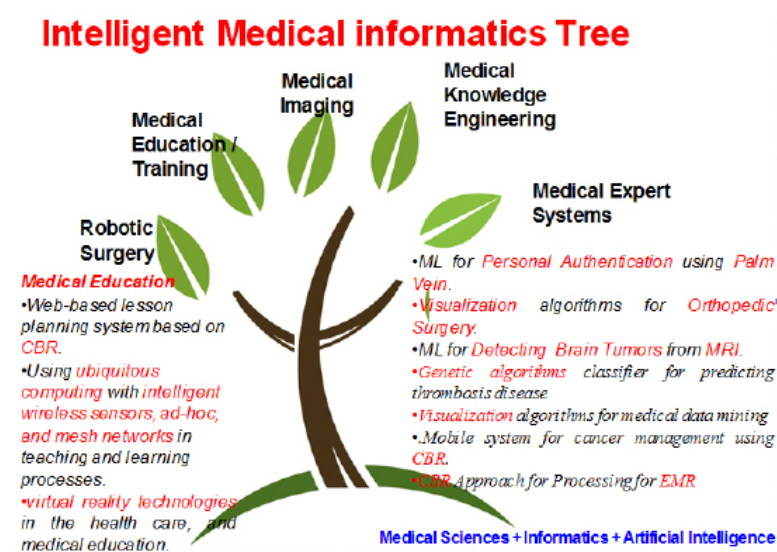 Intelligent Medical informatics Tree
Medical
Imaging
Medical
Knowledge
Engineering
Medical
Education /
Training
Medical Expert
Systems
Robotic
Surgery
Medical Education
•Web-based lesson
planning system based on
CBR.
•Using ubiquitous
computing with intelligent
wireless sensors, ad-hoc,
and mesh networks in
teaching and learning
processes.
•virtual reality technologies
in the health care, and
medical education.
•ML for Personal Authentication using Palm
Vein.
•Visualization algorithms for Orthopedic
Surgery.
•ML for Detecting Brain Tumors from MRI.
•Genetic algorithms classifier for predicting
thrombosis disease
•Visualization algorithms for medical data mining
•.Mobile system for cancer management using
CBR.
•CBR Approach for Processing for EMR
Medical Sciences + Informatics + Artificial Intelligence